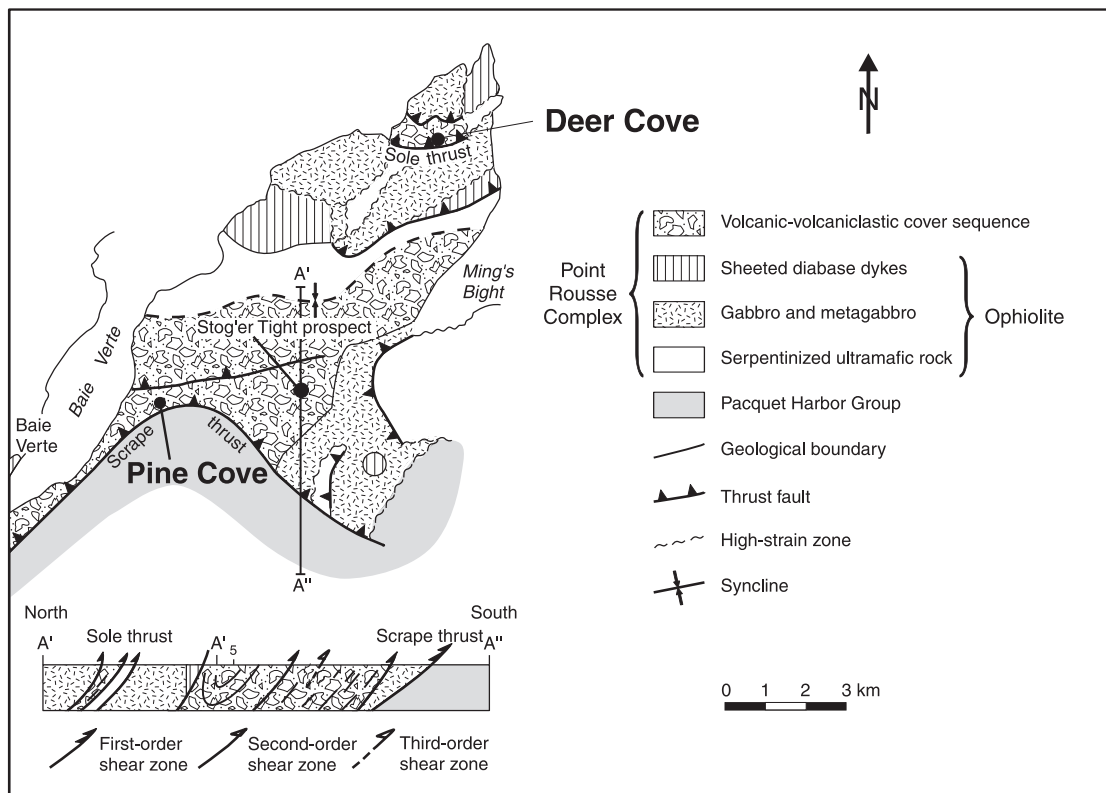 N
Deer Cove
Sole thrust
A'
Ming's
Bight
Stog'er Tight prospect
Baie Verte
Baie
Verte
Scrape thrust
Pine Cove
A"
Point
Rousse
Complex
Volcanic-volcaniclastic cover sequence
Sheeted diabase dykes
Gabbro and metagabbro
Serpentinized ultramafic rock
Ophiolite
Pacquet Harbor Group
Geological boundary
Thrust fault
High-strain zone
Syncline
North
South
A'
Sole thrust
A'
5
Scrape thrust
A"
0 1 2 3 km
First-order
shear zone
Second-order
shear zone
Third-order
shear zone